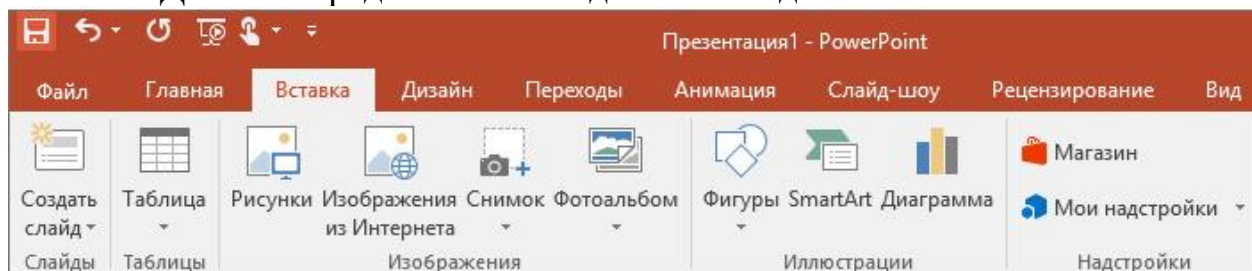 Презентация1 - PowerPoint
Файл Главная Вставка Дизайн Переходы Анимация Слайд-шоу Рецензирование Вид
Создать слайд
Таблица
Рисунки
Изображения из Интернета
Снимок
Фотоальбом
Фигуры
SmartArt
Диаграмма
Магазин
Мои надстройки
Слайды Таблицы Изображения Иллюстрации Надстройки